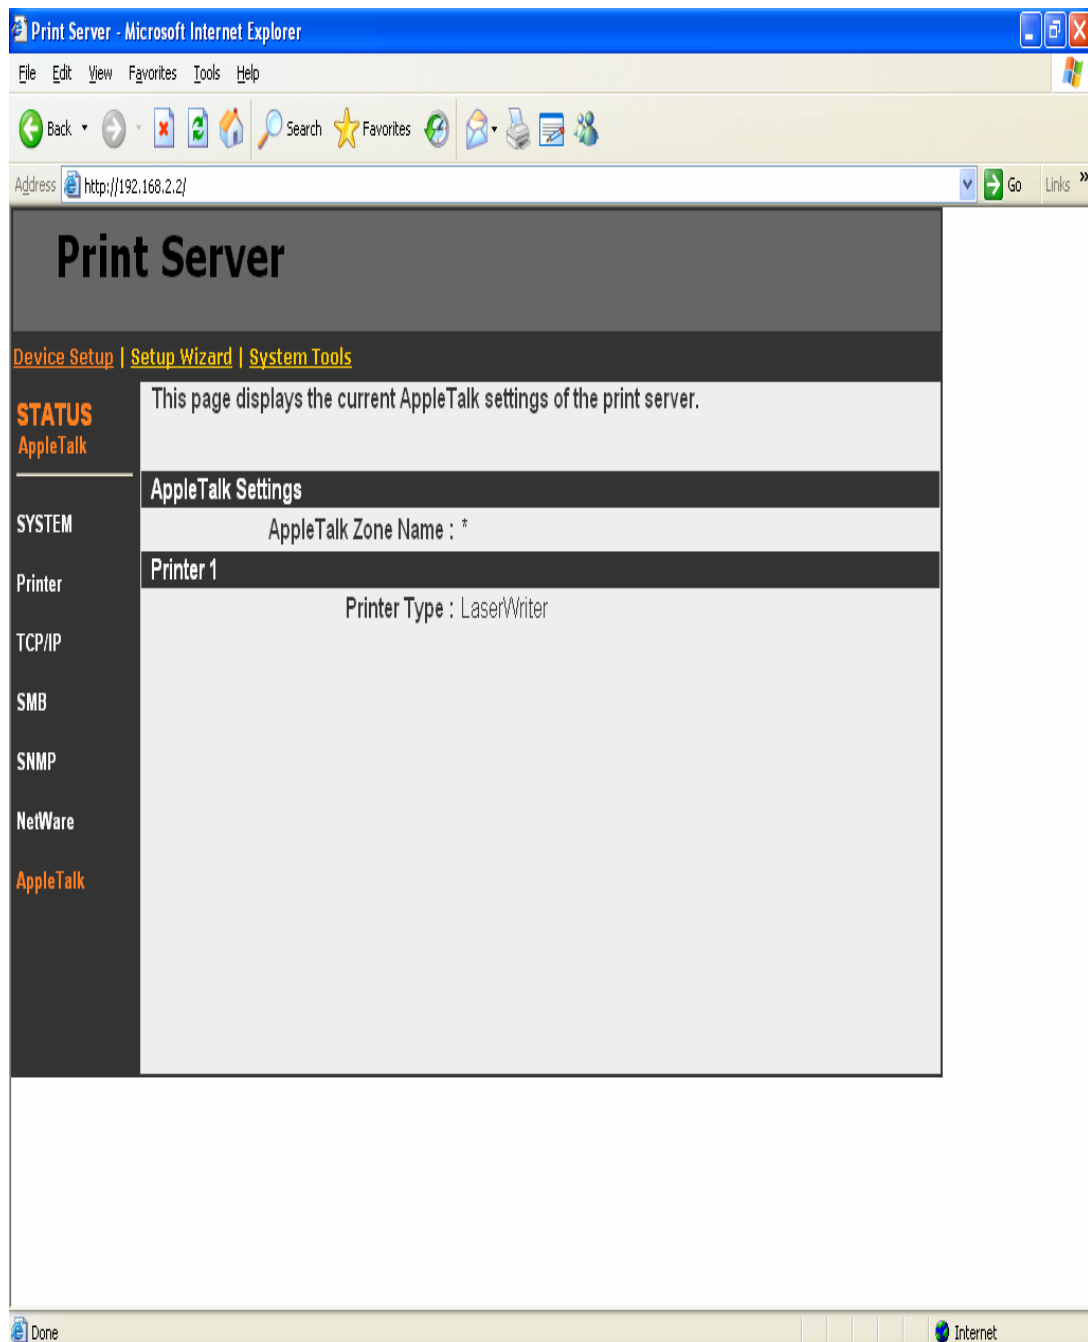 Print Server - Microsoft Internet Explorer
File Edit View Favorites Tools Help
Back Search Favorites
Address http://192.168.2.2/ Go Links »
Print Server
Device Setup | Setup Wizard | System Tools
STATUS
AppleTalk
SYSTEM
Printer
TCP/IP
SMB
SNMP
NetWare
AppleTalk
This page displays the current AppleTalk settings of the print server.
AppleTalk Settings
AppleTalk Zone Name : *
Printer 1
Printer Type : LaserWriter
Done Internet